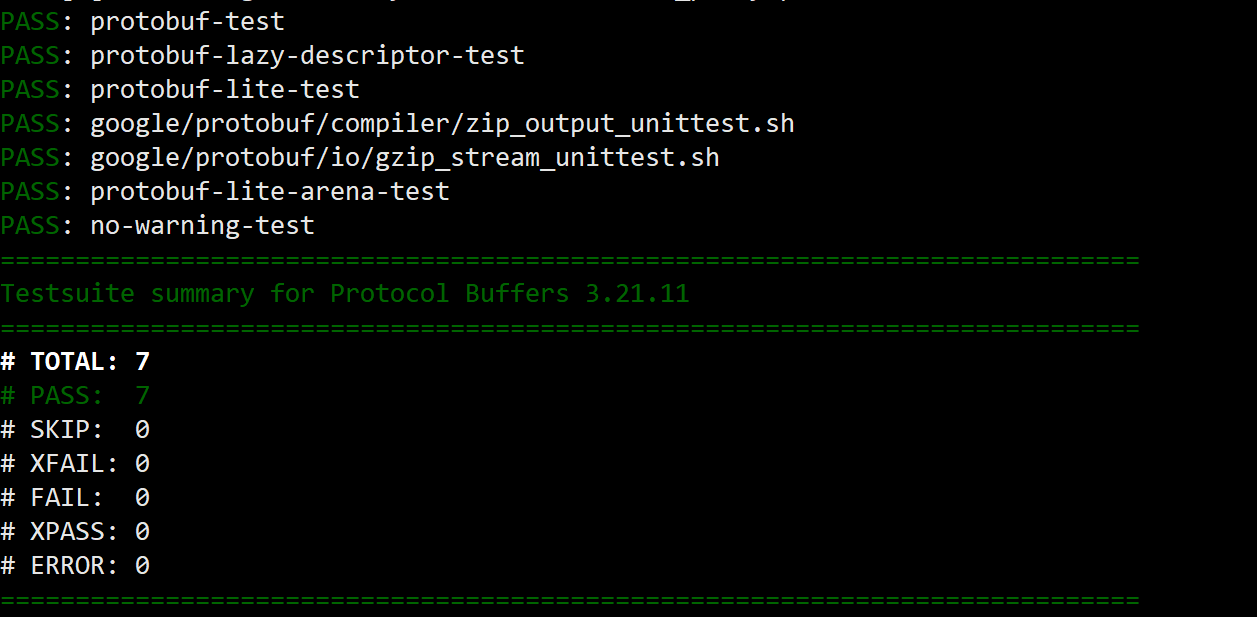 PASS: protobuf-test
PASS: protobuf-lazy-descriptor-test
PASS: protobuf-lite-test
PASS: google/protobuf/compiler/zip_output_unittest.sh
PASS: google/protobuf/io/gzip_stream_unittest.sh
PASS: protobuf-lite-arena-test
PASS: no-warning-test
============================================================================
Testsuite summary for Protocol Buffers 3.21.11
============================================================================
# TOTAL: 7
# PASS:  7
# SKIP:  0
# XFAIL: 0
# FAIL:  0
# XPASS: 0
# ERROR: 0
============================================================================